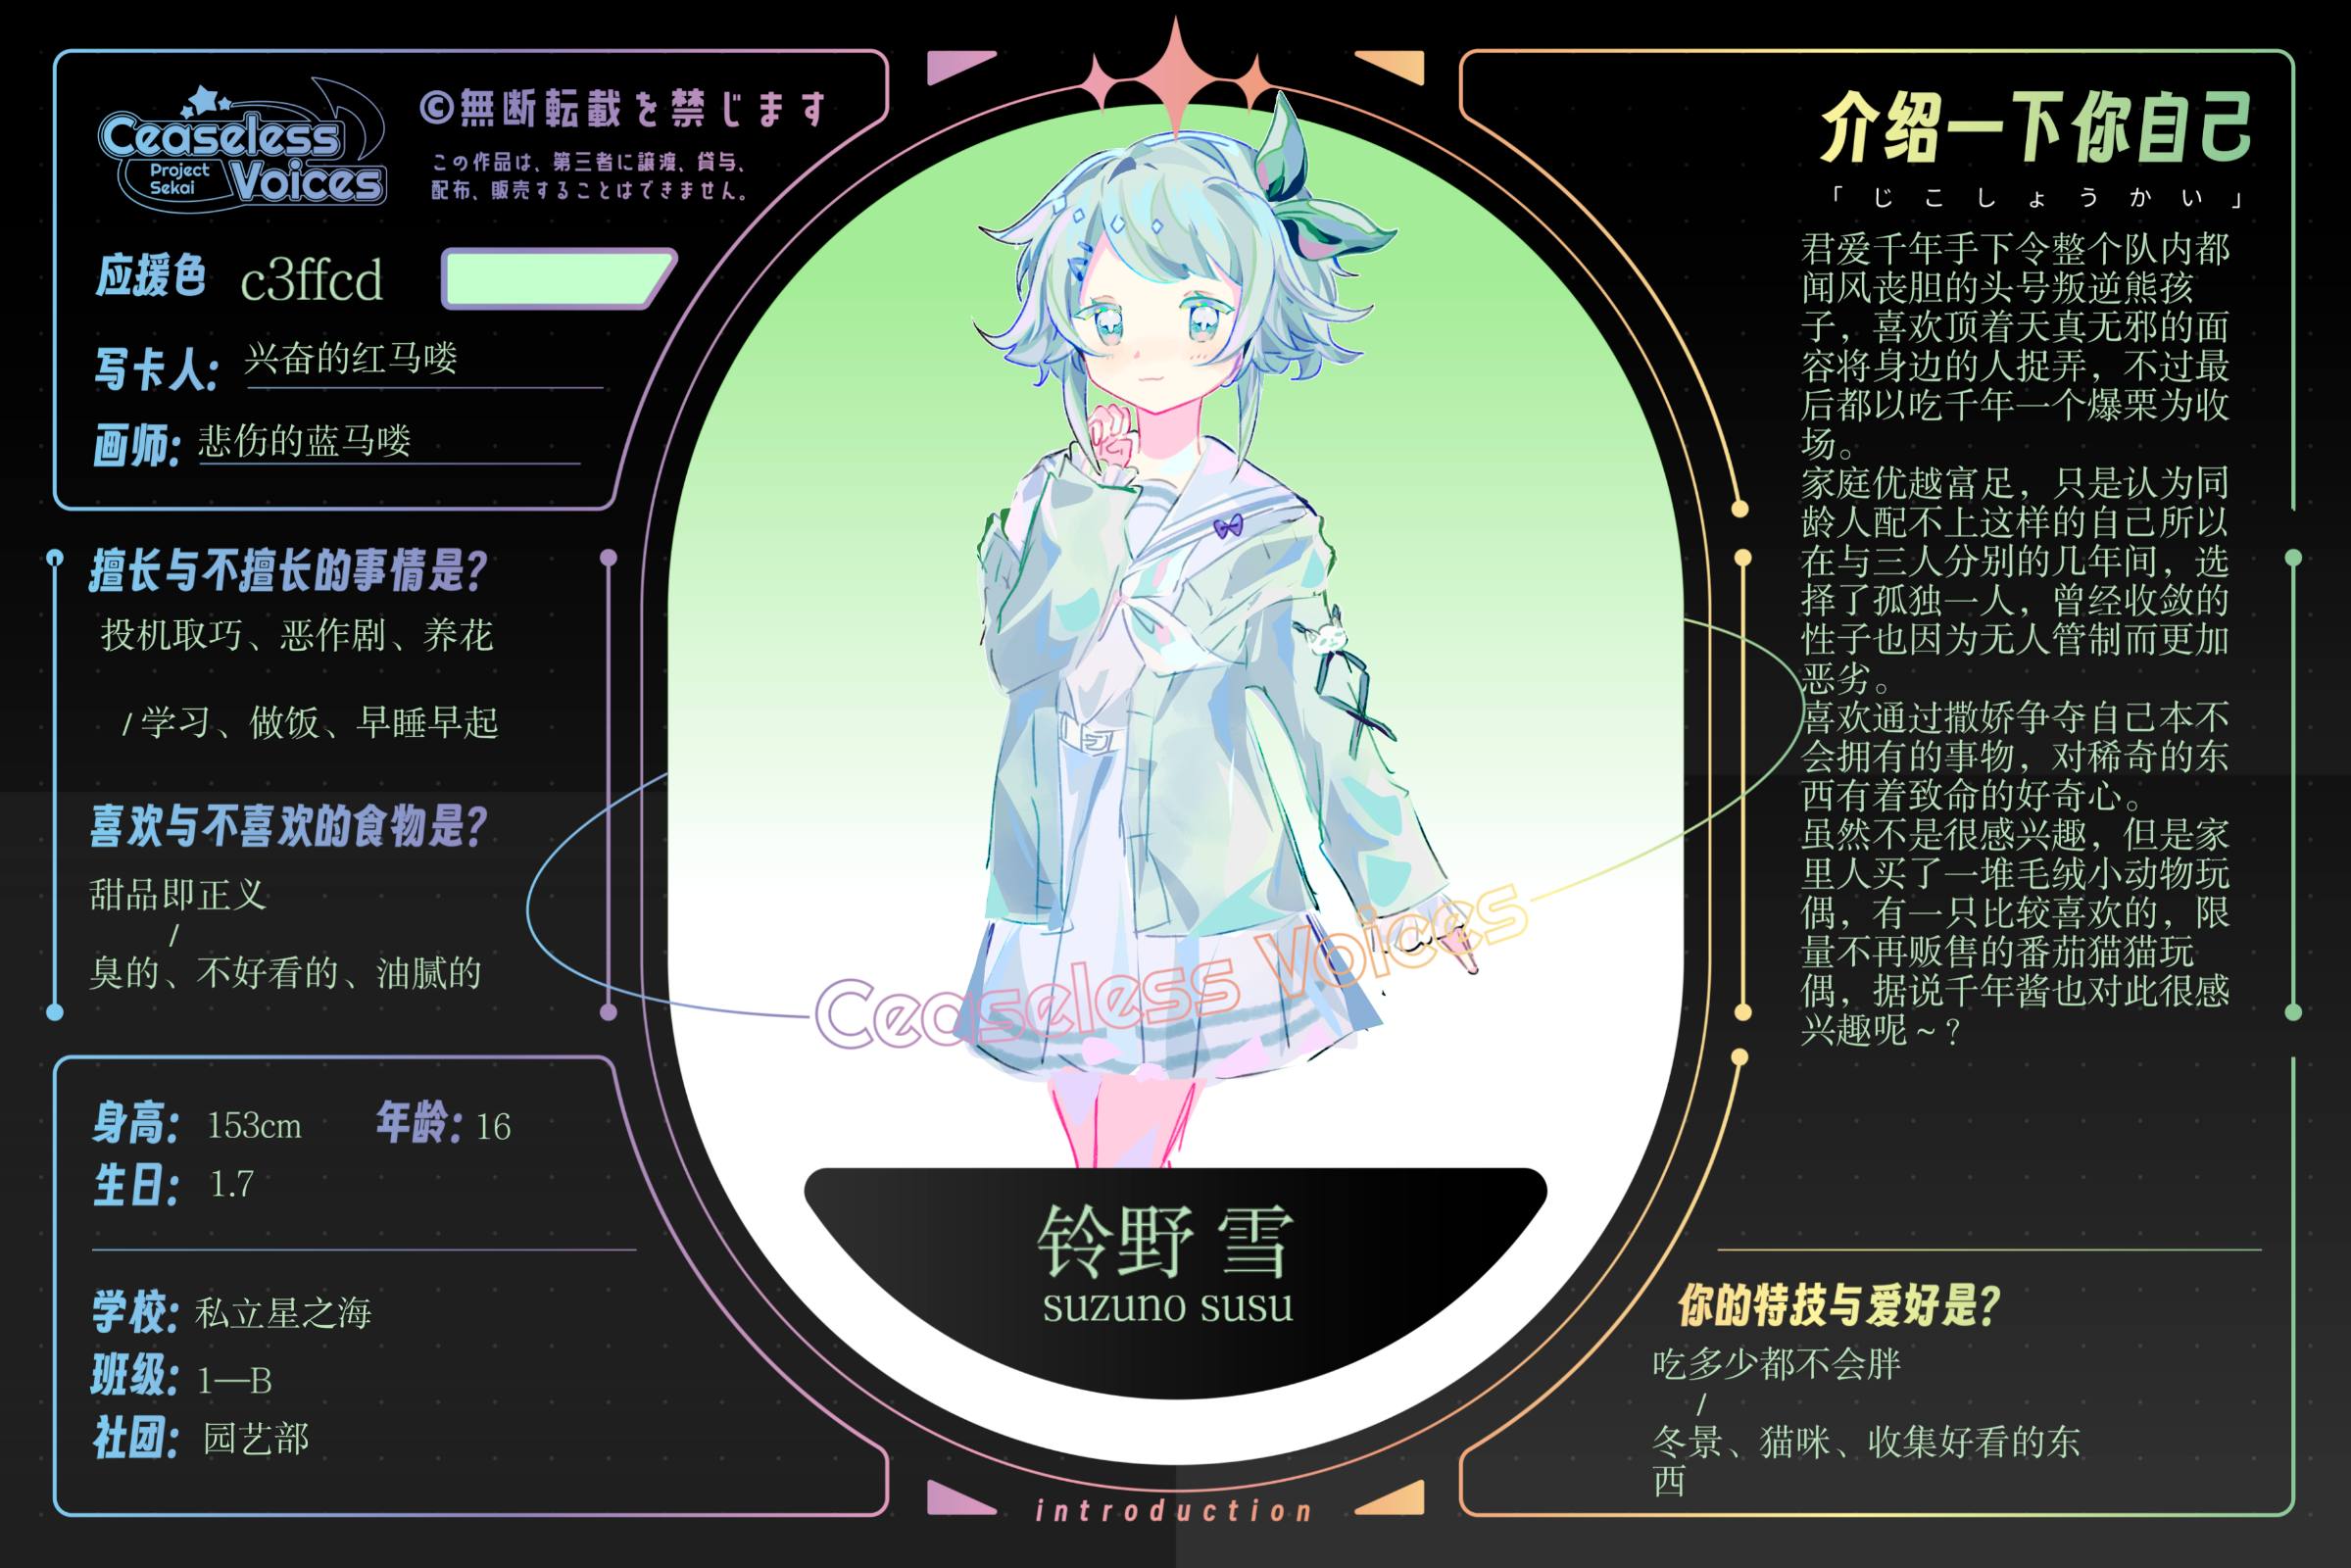 Ceaseless
Project
Sekai
Voices
©無断転載を禁じます
この作品は、第三者に譲渡、貸与、
配布、販売することはできません。
应援色 c3ffcd
写卡人: 兴奋的红马喽
画师: 悲伤的蓝马喽
擅长与不擅长的事情是?
投机取巧、恶作剧、养花
/学习、做饭、早睡早起
喜欢与不喜欢的食物是?
甜品即正义
/
臭的、不好看的、油腻的
身高: 153cm 年龄: 16
生日: 1.7
学校: 私立星之海
班级: 1—B
社团: 园艺部
Ceaseless Voices
铃野 雪
suzuno susu
introduction
介绍一下你自己
「じこしょうかい」
君爱千年手下令整个队内都
闻风丧胆的头号叛逆熊孩
子，喜欢顶着天真无邪的面
容将身边的人捉弄，不过最
后都以吃千年一个爆栗为收
场。
家庭优越富足，只是认为同
龄人配不上这样的自己所以
在与三人分别的几年间，选
择了孤独一人，曾经收敛的
性子也因为无人管制而更加
恶劣。
喜欢通过撒娇争夺自己本不
会拥有的事物，对稀奇的东
西有着致命的好奇心。
虽然不是很感兴趣，但是家
里人买了一堆毛绒小动物玩
偶，有一只比较喜欢的，限
量不再贩售的番茄猫猫玩
偶，据说千年酱也对此很感
兴趣呢～？
你的特技与爱好是?
吃多少都不会胖
/
冬景、猫咪、收集好看的东
西